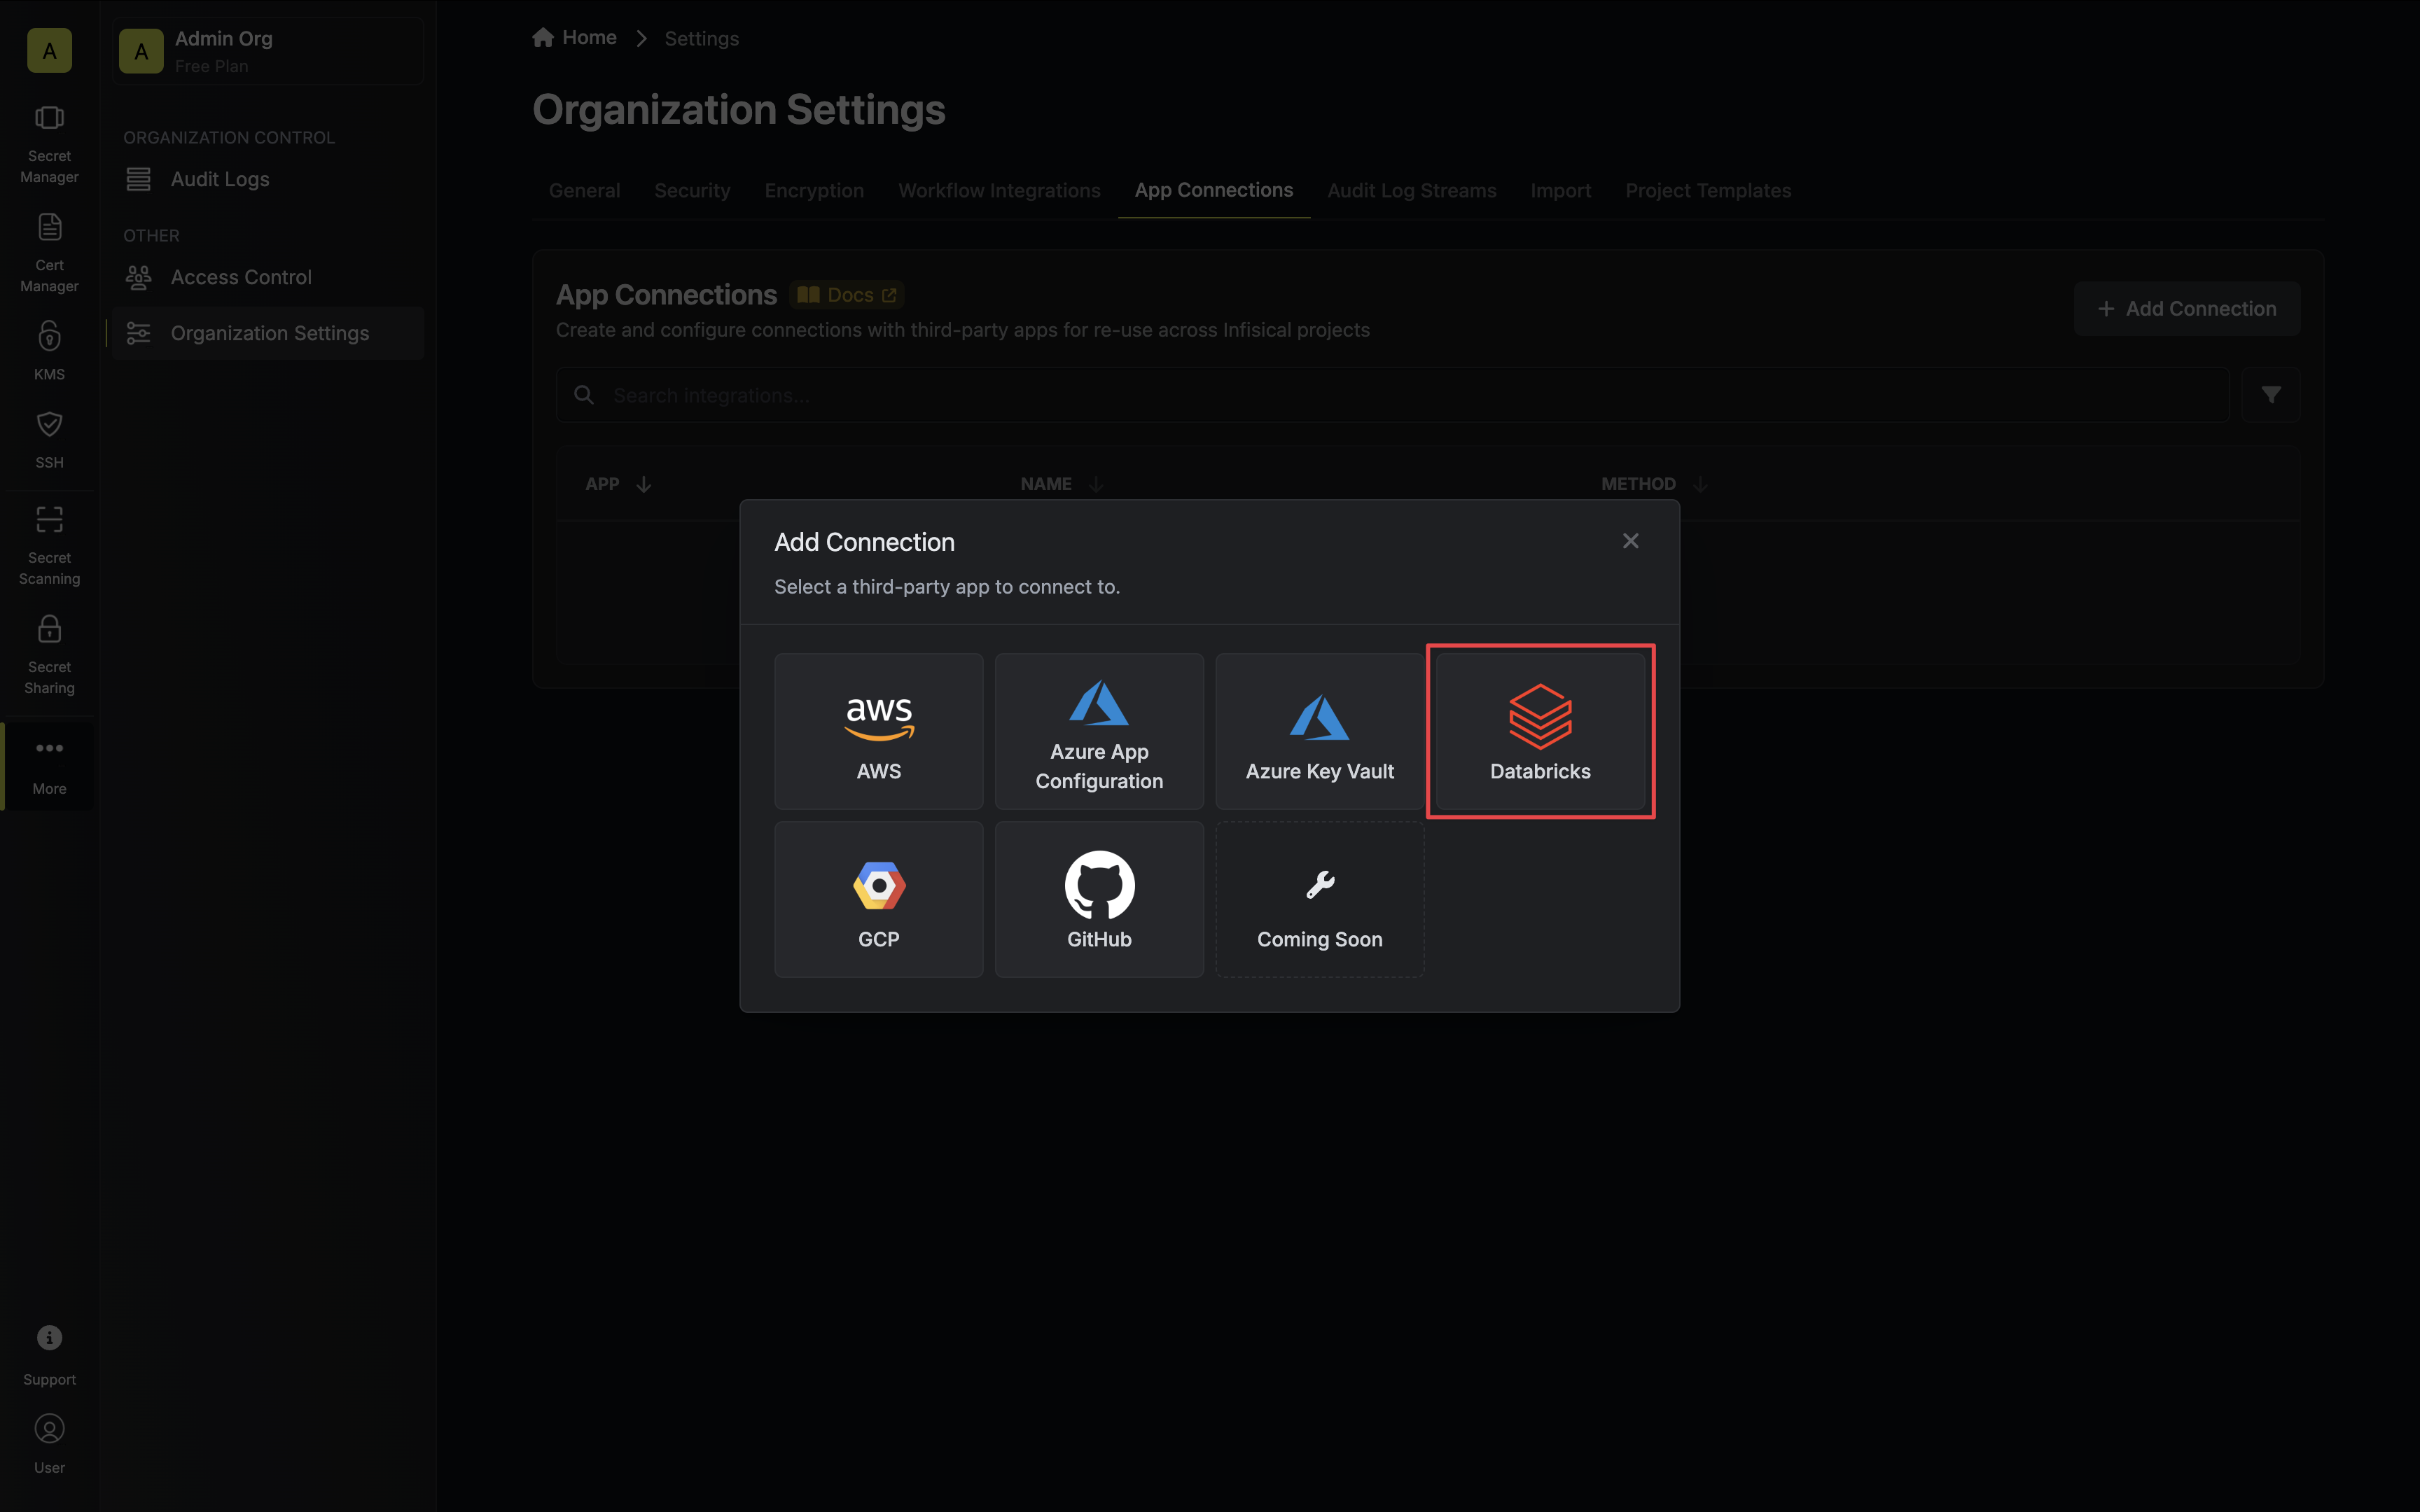 A
Secret
Manager
Cert
Manager
KMS
SSH
Secret
Scanning
Secret
Sharing
More
Support
User
A
Admin Org
Free Plan
ORGANIZATION CONTROL
Audit Logs
OTHER
Access Control
Organization Settings
Home
Settings
Organization Settings
General
Security
Encryption
Workflow Integrations
App Connections
Audit Log Streams
Import
Project Templates
App Connections
Docs
Create and configure connections with third-party apps for re-use across Infisical projects
+ Add Connection
Search integrations...
APP
NAME
METHOD
Add Connection
Select a third-party app to connect to.
aws
AWS
Azure App
Configuration
Azure Key Vault
Databricks
GCP
GitHub
Coming Soon